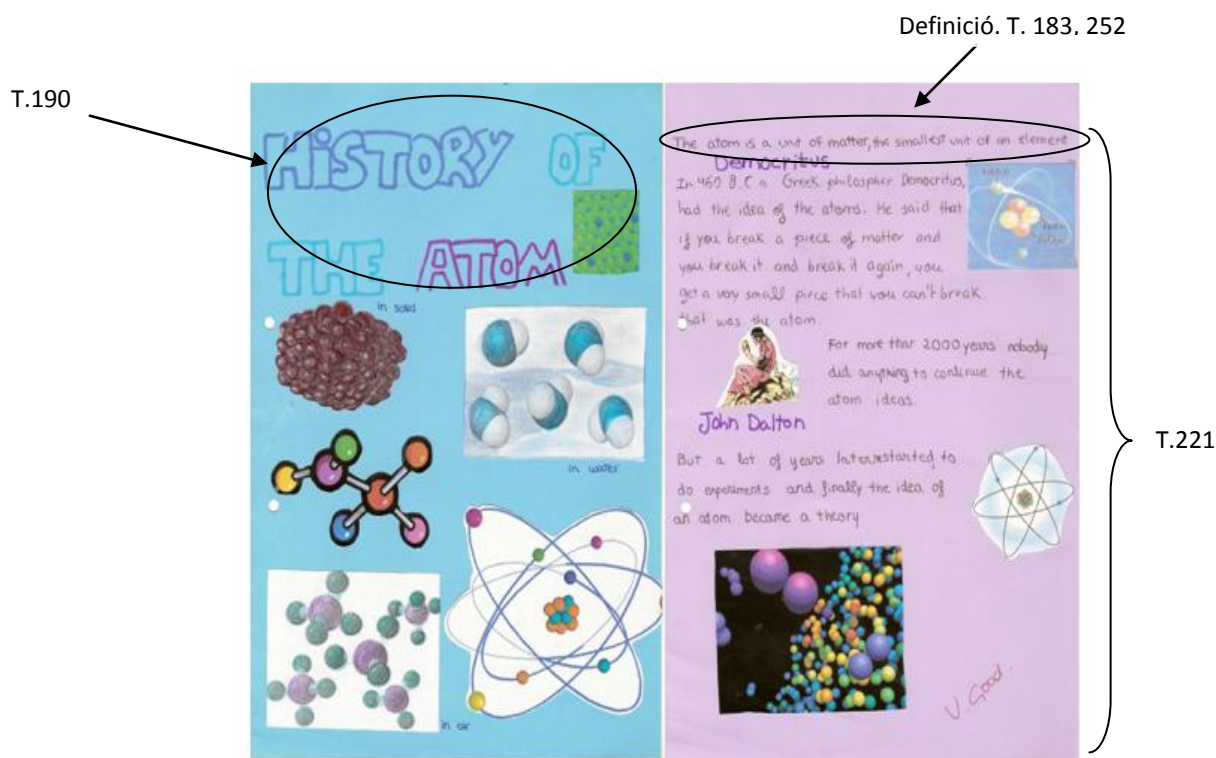 Definició. T. 183, 252
T.190
HISTORY OF
THE ATOM
in solid
in water
in air
The atom is a unit of matter, the smallest unit of an element
Democritus
In 460 B.C a Greek philospher Domocritus,
had the idea of the atoms. He said that
if you break a piece of matter and
you break it and break it again, you
get a very small piece that you can't break.
that was the atom.
For more that 2000 years nobody
did anything to continue the
atom ideas.
John Dalton
But a lot of years later restarted to
do experiments and finally the idea of
an atom became a theory
V. Good.
T.221